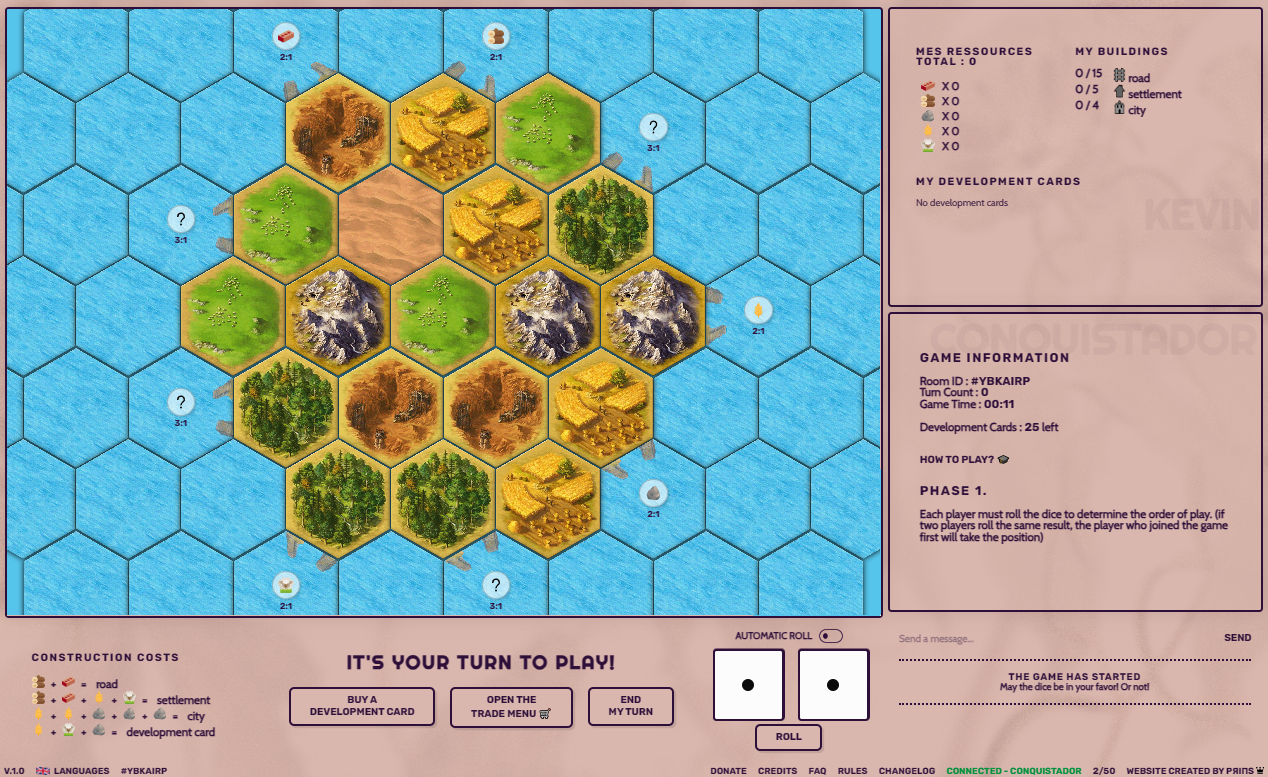 2:1
2:1
?
3:1
?
3:1
2:1
?
3:1
2:1
2:1
?
3:1
MES RESSOURCES
TOTAL : 0
X 0
X 0
X 0
X 0
X 0
MY BUILDINGS
0 / 15 road
0 / 5 settlement
0 / 4 city
MY DEVELOPMENT CARDS
No development cards
KEVIN
CONQUISTADOR
GAME INFORMATION
Room ID : #YBKAIRP
Turn Count : 0
Game Time : 00:11
Development Cards : 25 left
HOW TO PLAY?
PHASE 1.
Each player must roll the dice to determine the order of play. (if
two players roll the same result, the player who joined the game
first will take the position)
CONSTRUCTION COSTS
+ = road
+ + + = settlement
+ + + + = city
+ + = development card
IT'S YOUR TURN TO PLAY!
BUY A
DEVELOPMENT CARD
OPEN THE
TRADE MENU
END
MY TURN
AUTOMATIC ROLL
ROLL
Send a message...
SEND
THE GAME HAS STARTED
May the dice be in your favor! Or not!
V.1.0 LANGUAGES #YBKAIRP
DONATE CREDITS FAQ RULES CHANGELOG CONNECTED - CONQUISTADOR 2/50 WEBSITE CREATED BY PЯIИS